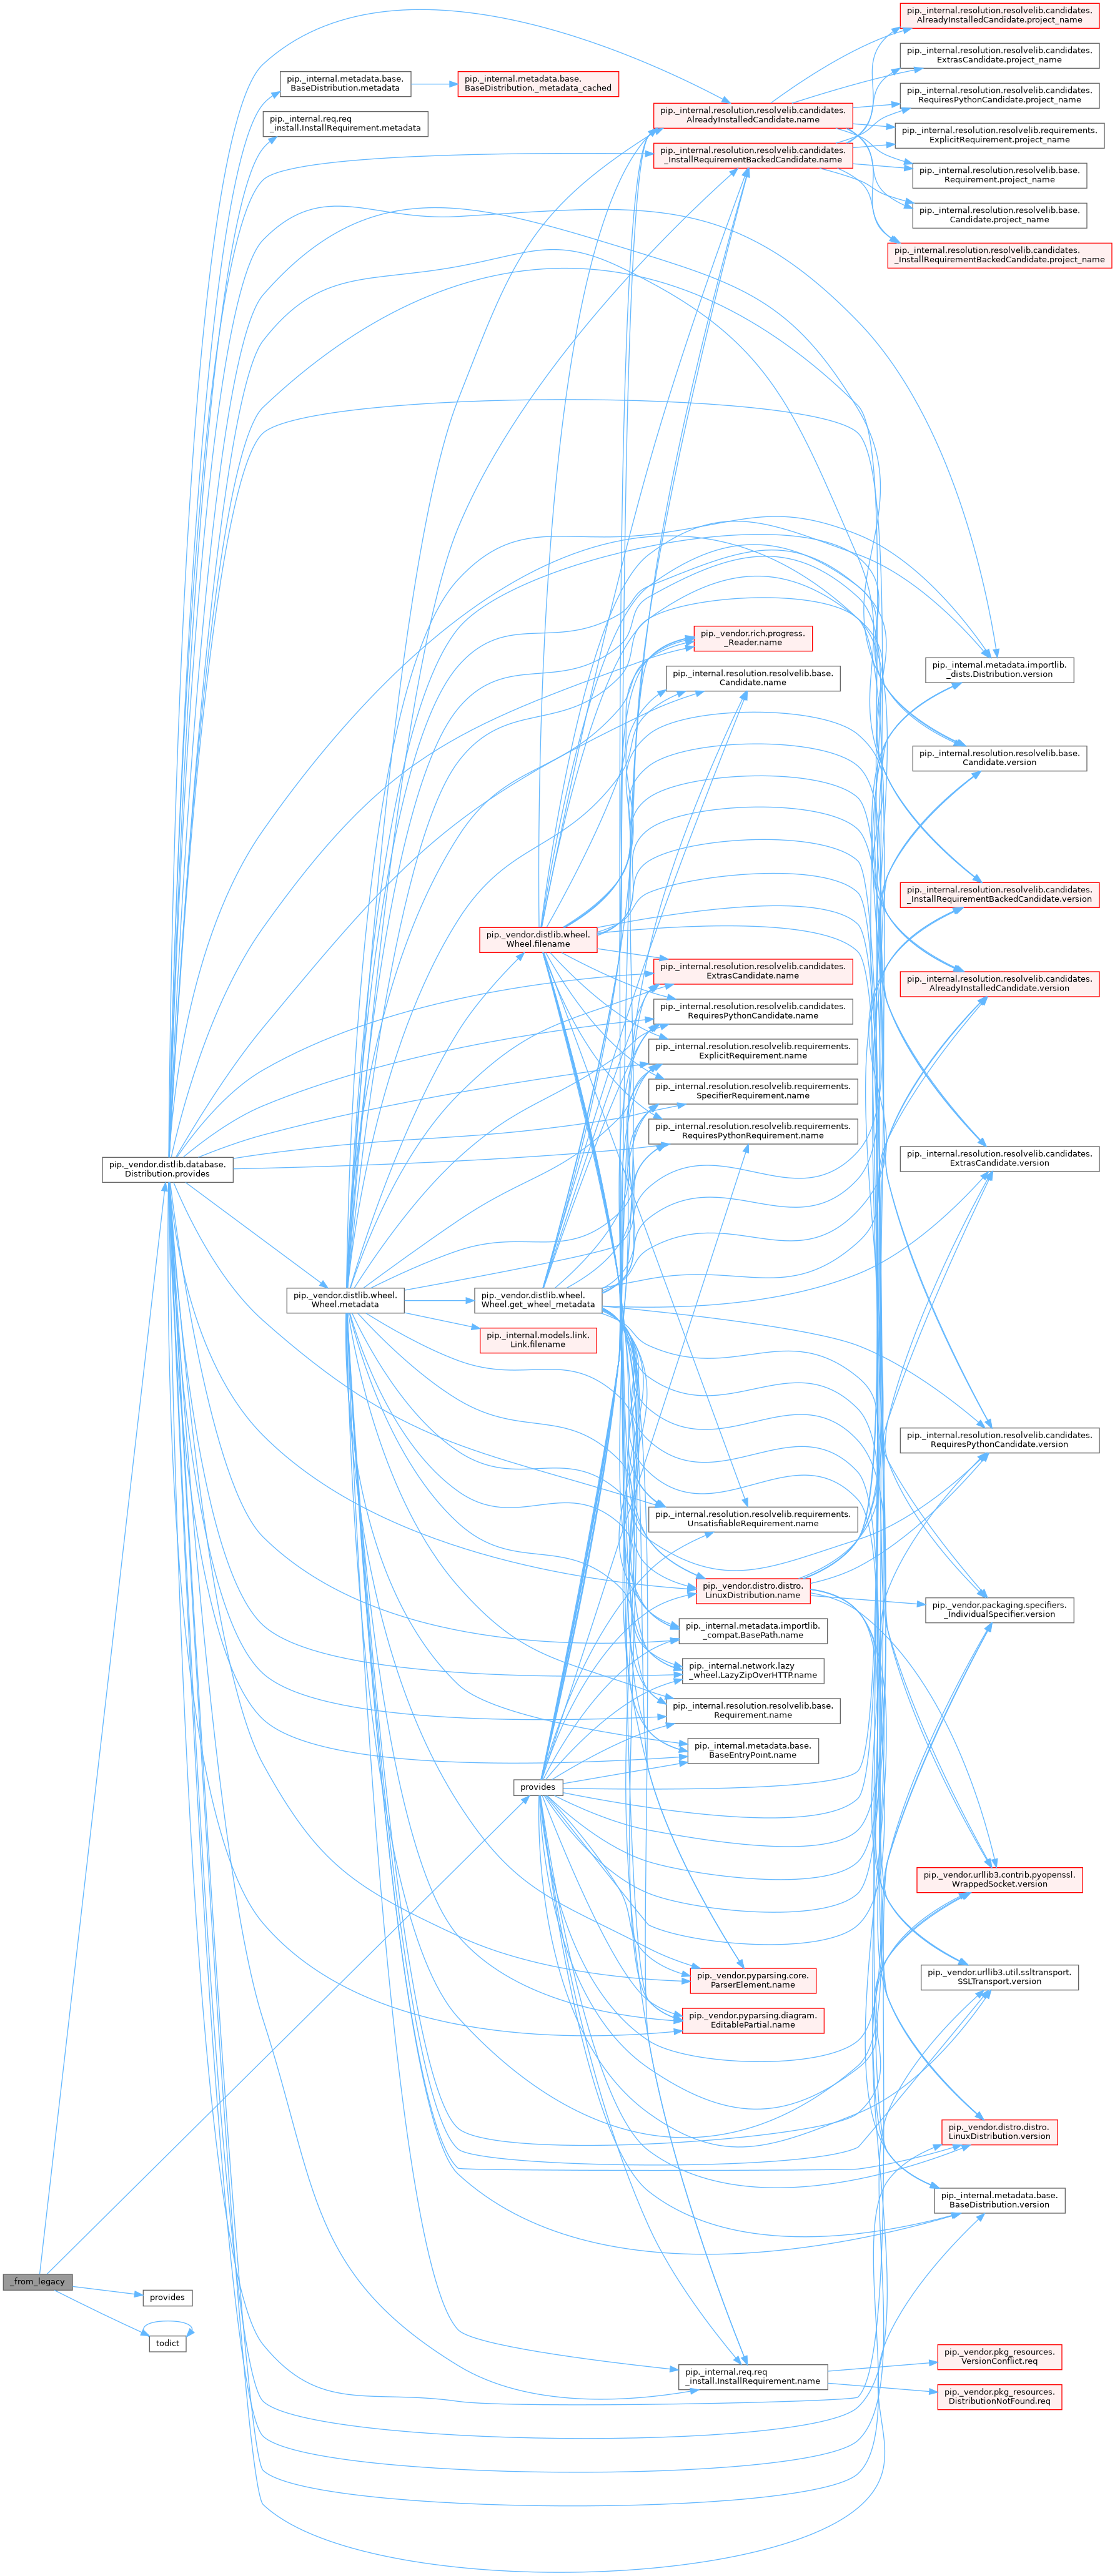 pip._internal.resolution.resolvelib.candidates.
AlreadyInstalledCandidate.project_name
pip._internal.resolution.resolvelib.candidates.
ExtrasCandidate.project_name
pip._internal.metadata.base.
BaseDistribution.metadata
pip._internal.metadata.base.
BaseDistribution._metadata_cached
pip._internal.resolution.resolvelib.candidates.
RequiresPythonCandidate.project_name
pip._internal.req.req
_install.InstallRequirement.metadata
pip._internal.resolution.resolvelib.candidates.
AlreadyInstalledCandidate.name
pip._internal.resolution.resolvelib.requirements.
ExplicitRequirement.project_name
pip._internal.resolution.resolvelib.candidates.
_InstallRequirementBackedCandidate.name
pip._internal.resolution.resolvelib.base.
Requirement.project_name
pip._internal.resolution.resolvelib.base.
Candidate.project_name
pip._internal.resolution.resolvelib.candidates.
_InstallRequirementBackedCandidate.project_name
pip._vendor.rich.progress.
_Reader.name
pip._internal.resolution.resolvelib.base.
Candidate.name
pip._internal.metadata.importlib.
_dists.Distribution.version
pip._internal.resolution.resolvelib.base.
Candidate.version
pip._internal.resolution.resolvelib.candidates.
_InstallRequirementBackedCandidate.version
pip._vendor.distlib.wheel.
Wheel.filename
pip._internal.resolution.resolvelib.candidates.
ExtrasCandidate.name
pip._internal.resolution.resolvelib.candidates.
AlreadyInstalledCandidate.version
pip._internal.resolution.resolvelib.candidates.
RequiresPythonCandidate.name
pip._internal.resolution.resolvelib.requirements.
ExplicitRequirement.name
pip._internal.resolution.resolvelib.requirements.
SpecifierRequirement.name
pip._internal.resolution.resolvelib.requirements.
RequiresPythonRequirement.name
pip._vendor.distlib.database.
Distribution.provides
pip._internal.resolution.resolvelib.candidates.
ExtrasCandidate.version
pip._vendor.distlib.wheel.
Wheel.metadata
pip._vendor.distlib.wheel.
Wheel.get_wheel_metadata
pip._internal.models.link.
Link.filename
pip._internal.resolution.resolvelib.candidates.
RequiresPythonCandidate.version
pip._internal.resolution.resolvelib.requirements.
UnsatisfiableRequirement.name
pip._vendor.distro.distro.
LinuxDistribution.name
pip._vendor.packaging.specifiers.
_IndividualSpecifier.version
pip._internal.metadata.importlib.
_compat.BasePath.name
pip._internal.network.lazy
_wheel.LazyZipOverHTTP.name
pip._internal.resolution.resolvelib.base.
Requirement.name
pip._internal.metadata.base.
BaseEntryPoint.name
provides
pip._vendor.urllib3.contrib.pyopenssl.
WrappedSocket.version
pip._vendor.pyparsing.core.
ParserElement.name
pip._vendor.urllib3.util.ssltransport.
SSLTransport.version
pip._vendor.pyparsing.diagram.
EditablePartial.name
pip._vendor.distro.distro.
LinuxDistribution.version
pip._internal.metadata.base.
BaseDistribution.version
_from_legacy
provides
todict
pip._internal.req.req
_install.InstallRequirement.name
pip._vendor.pkg_resources.
VersionConflict.req
pip._vendor.pkg_resources.
DistributionNotFound.req